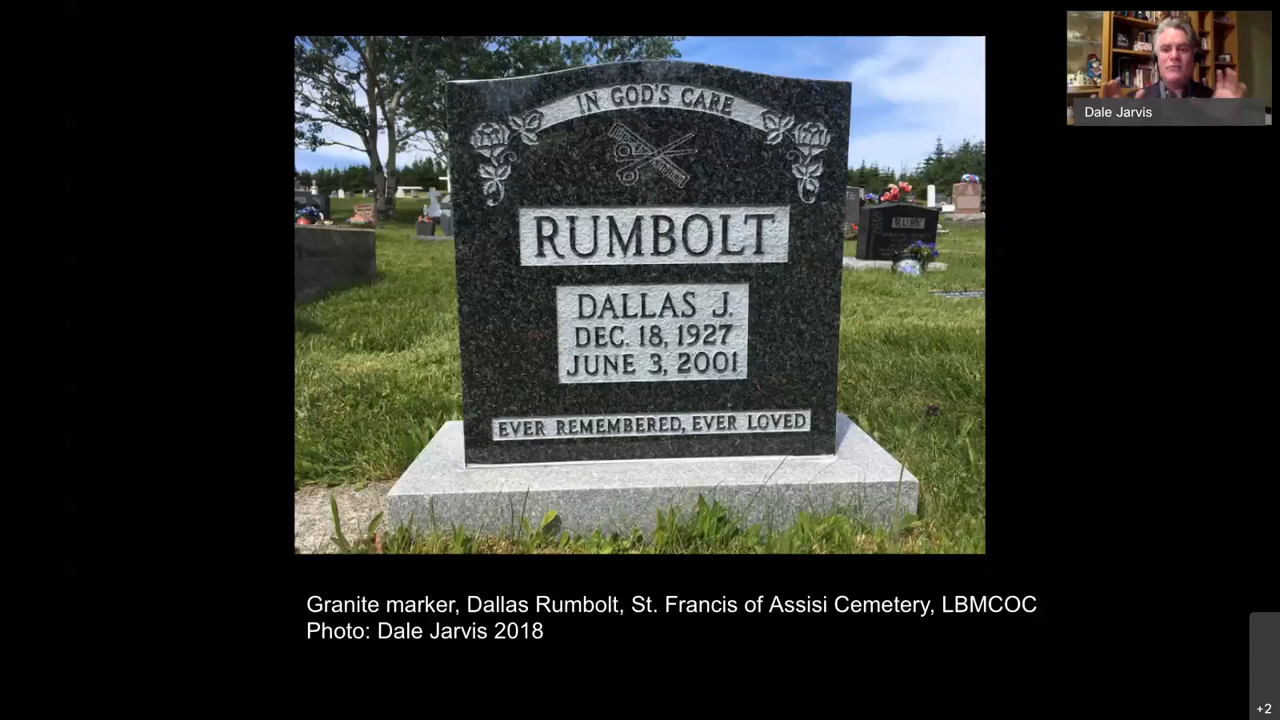 IN GOD'S CARE
RUMBOLT
DALLAS J.
DEC. 18, 1927
JUNE 3, 2001
EVER REMEMBERED, EVER LOVED
RUBY
Granite marker, Dallas Rumbolt, St. Francis of Assisi Cemetery, LBMCOC
Photo: Dale Jarvis 2018
Dale Jarvis
+2